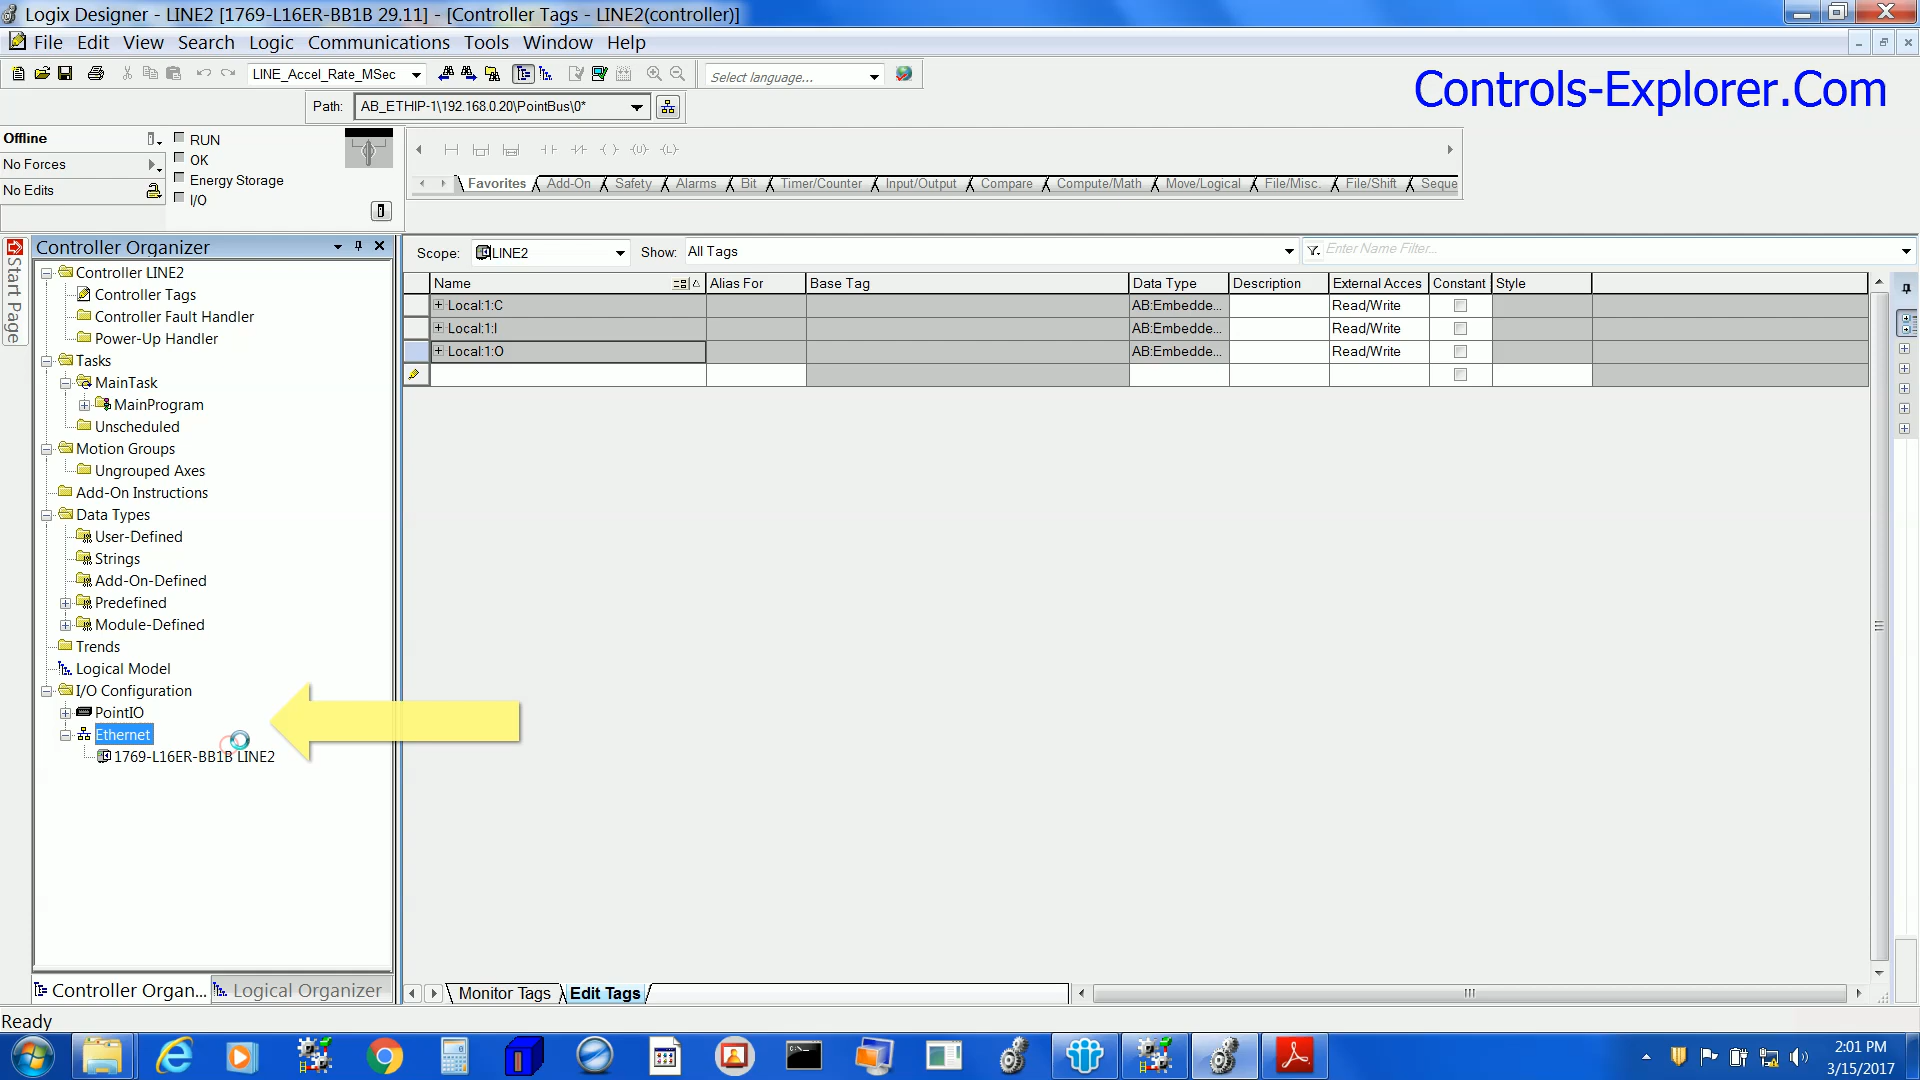 Logix Designer - LINE2 [1769-L16ER-BB1B 29.11] - [Controller Tags - LINE2(controller)]
File Edit View Search Logic Communications Tools Window Help
LINE_Accel_Rate_MSec
Select language...
Controls-Explorer.Com
Path: AB_ETHIP-1\192.168.0.20\PointBus\0*
Offline
RUN
No Forces
OK
Energy Storage
No Edits
I/O
Favorites Add-On Safety Alarms Bit Timer/Counter Input/Output Compare Compute/Math Move/Logical File/Misc. File/Shift Seque
Start Page
Controller Organizer
Scope: LINE2 Show: All Tags Enter Name Filter...
Name Alias For Base Tag Data Type Description External Acces Constant Style
Local:1:C AB:Embedde... Read/Write
Local:1:I AB:Embedde... Read/Write
Local:1:O AB:Embedde... Read/Write
Controller LINE2
Controller Tags
Controller Fault Handler
Power-Up Handler
Tasks
MainTask
MainProgram
Unscheduled
Motion Groups
Ungrouped Axes
Add-On Instructions
Data Types
User-Defined
Strings
Add-On-Defined
Predefined
Module-Defined
Trends
Logical Model
I/O Configuration
PointIO
Ethernet
1769-L16ER-BB1B LINE2
Controller Organ... Logical Organizer
Monitor Tags Edit Tags
Ready
2:01 PM
3/15/2017